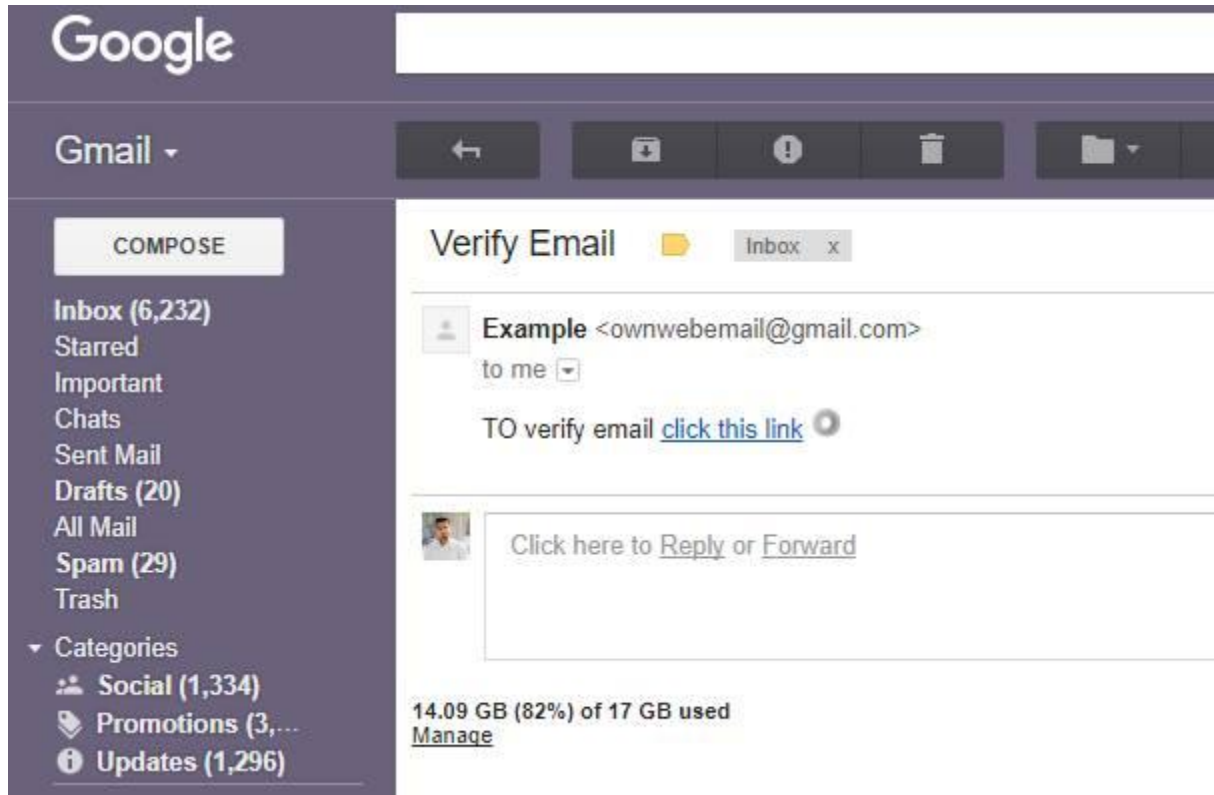 Google
Gmail
COMPOSE
Inbox (6,232)
Starred
Important
Chats
Sent Mail
Drafts (20)
All Mail
Spam (29)
Trash
Categories
Social (1,334)
Promotions (3,...
Updates (1,296)
Verify Email Inbox x
Example <ownwebemail@gmail.com>
to me
TO verify email click this link
Click here to Reply or Forward
14.09 GB (82%) of 17 GB used
Manage